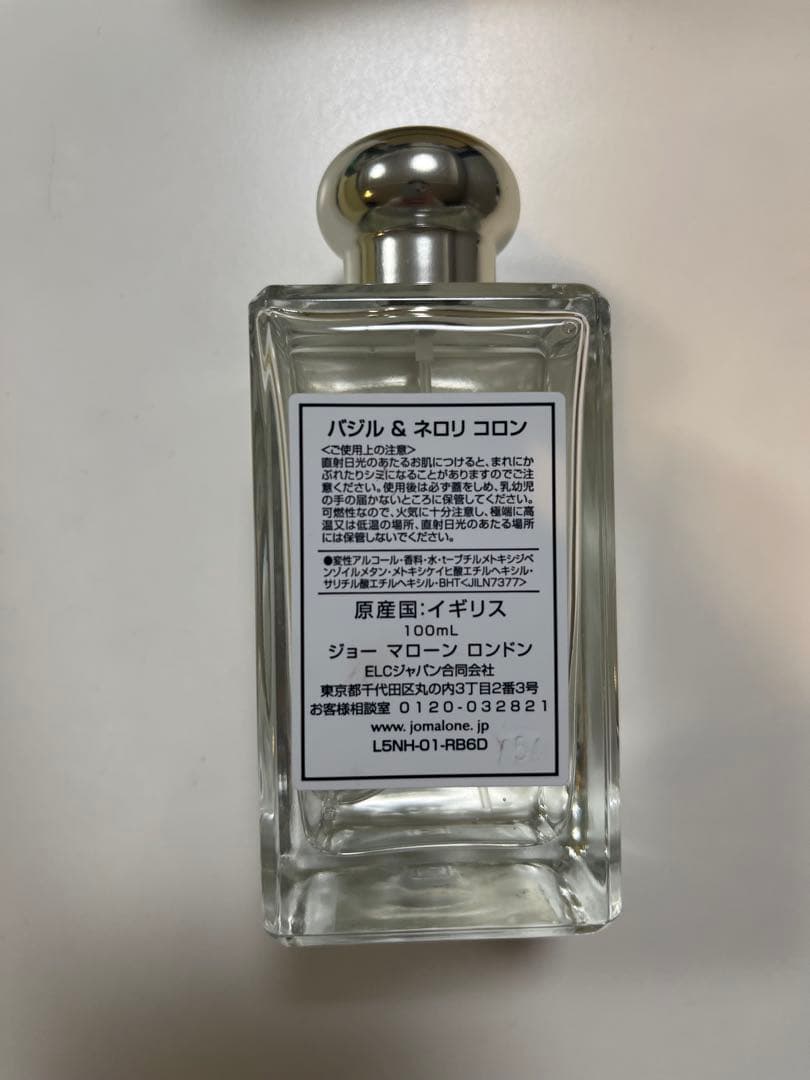 バジル & ネロリ コロン
<ご使用上の注意>
直射日光のあたるお肌につけると、まれにか
ぶれたりシミになることがありますのでご注
意ください。使用後は必ず蓋をしめ、乳幼児
の手の届かないところに保管してください。
可燃性なので、火気に十分注意し、極端に高
温又は低温の場所、直射日光のあたる場所
には保管しないでください。
●変性アルコール・香料・水・t-ブチルメトキシジベ
ンゾイルメタン・メトキシケイヒ酸エチルヘキシル・
サリチル酸エチルヘキシル・BHT<JILN7377>
原産国:イギリス
100mL
ジョー マローン ロンドン
ELCジャパン合同会社
東京都千代田区丸の内3丁目2番3号
お客様相談室 0120-032821
www.jomalone.jp
L5NH-01-RB6D